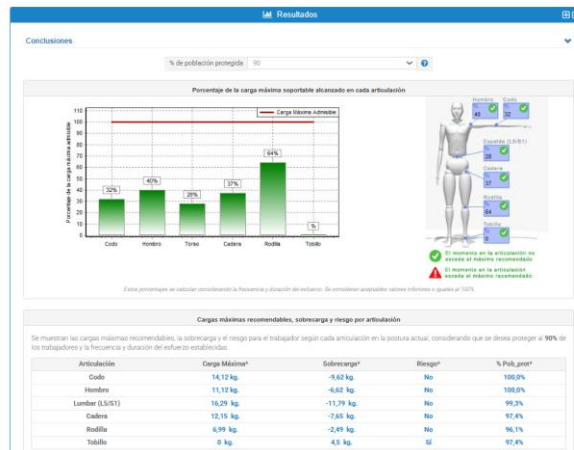 Resultados
Conclusiones
% de población protegida 90
Porcentaje de la carga máxima soportable alcanzado en cada articulación
Carga Máxima Admisible
Porcentaje de la carga máxima admisible
110
100
90
80
70
60
50
40
30
20
10
0
32%
40%
28%
37%
64%
%
Codo
Hombro
Torso
Cadera
Rodilla
Tobillo
Hombro
% 40
Codo
% 32
Espalda (L5/S1)
% 28
Cadera
% 37
Rodilla
% 64
Tobillo
% 0
El momento en la articulación no excede el máximo recomendado
El momento en la articulación excede el máximo recomendado
Estos porcentajes se calculan considerando la frecuencia y duración del esfuerzo. Se consideran aceptables valores inferiores o iguales al 100%
Cargas máximas recomendables, sobrecarga y riesgo por articulación
Se muestran las cargas máximas recomendables, la sobrecarga y el riesgo para el trabajador según cada articulación en la postura actual, considerando que se desea proteger al 90% de
los trabajadores y la frecuencia y duración del esfuerzo establecidas.
Articulación Carga Máxima* Sobrecarga* Riesgo* % Pob_prot*
Codo 14,12 kg. -9,62 kg. No 100,0%
Hombro 11,12 kg. -6,62 kg. No 100,0%
Lumbar (L5/S1) 16,29 kg. -11,79 kg. No 99,3%
Cadera 12,15 kg. -7,65 kg. No 97,4%
Rodilla 6,99 kg. -2,49 kg. No 96,1%
Tobillo 0 kg. 4,5 kg. Sí 97,4%